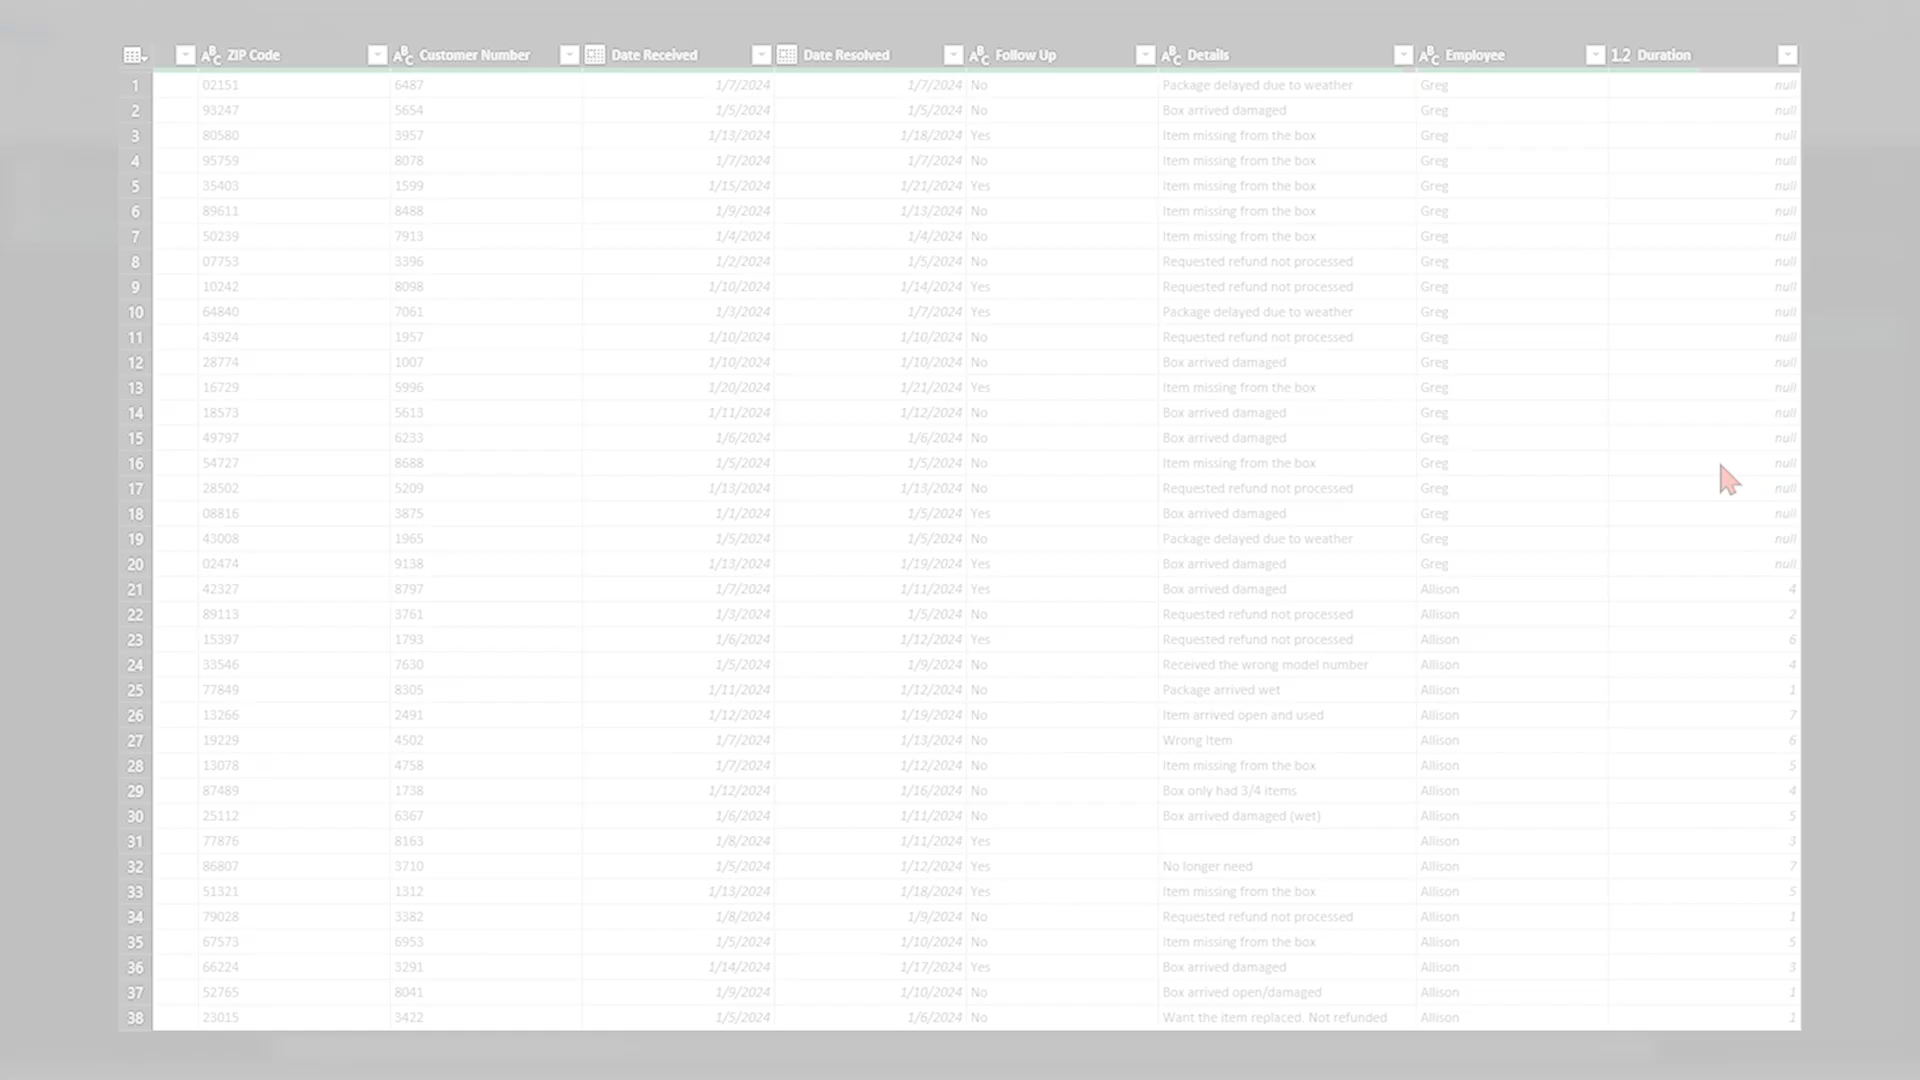 ABC ZIP Code ABC Customer Number Date Received Date Resolved ABC Follow Up ABC Details ABC Employee 1.2 Duration
1 02151 6487 1/7/2024 1/7/2024 No Package delayed due to weather Greg null
2 93247 5654 1/5/2024 1/5/2024 No Box arrived damaged Greg null
3 80580 3957 1/13/2024 1/18/2024 Yes Item missing from the box Greg null
4 95759 8078 1/7/2024 1/7/2024 No Item missing from the box Greg null
5 35403 1599 1/15/2024 1/21/2024 Yes Item missing from the box Greg null
6 89611 8488 1/9/2024 1/13/2024 No Item missing from the box Greg null
7 50239 7913 1/4/2024 1/4/2024 No Item missing from the box Greg null
8 07753 3396 1/2/2024 1/5/2024 No Requested refund not processed Greg null
9 10242 8098 1/10/2024 1/14/2024 Yes Requested refund not processed Greg null
10 64840 7061 1/3/2024 1/7/2024 Yes Package delayed due to weather Greg null
11 43924 1957 1/10/2024 1/10/2024 No Requested refund not processed Greg null
12 28774 1007 1/10/2024 1/10/2024 No Box arrived damaged Greg null
13 16729 5996 1/20/2024 1/21/2024 Yes Item missing from the box Greg null
14 18573 5613 1/11/2024 1/12/2024 No Box arrived damaged Greg null
15 49797 6233 1/6/2024 1/6/2024 No Box arrived damaged Greg null
16 54727 8688 1/5/2024 1/5/2024 No Item missing from the box Greg null
17 28502 5209 1/13/2024 1/13/2024 No Requested refund not processed Greg null
18 08816 3875 1/1/2024 1/5/2024 Yes Box arrived damaged Greg null
19 43008 1965 1/5/2024 1/5/2024 No Package delayed due to weather Greg null
20 02474 9138 1/13/2024 1/19/2024 Yes Box arrived damaged Greg null
21 42327 8797 1/7/2024 1/11/2024 Yes Box arrived damaged Allison 4
22 89113 3761 1/3/2024 1/5/2024 No Requested refund not processed Allison 2
23 15397 1793 1/6/2024 1/12/2024 Yes Requested refund not processed Allison 6
24 33546 7630 1/5/2024 1/9/2024 No Received the wrong model number Allison 4
25 77849 8305 1/11/2024 1/12/2024 No Package arrived wet Allison 1
26 13266 2491 1/12/2024 1/19/2024 No Item arrived open and used Allison 7
27 19229 4502 1/7/2024 1/13/2024 No Wrong Item Allison 6
28 13078 4758 1/7/2024 1/12/2024 No Item missing from the box Allison 5
29 87489 1738 1/12/2024 1/16/2024 No Box only had 3/4 items Allison 4
30 25112 6367 1/6/2024 1/11/2024 No Box arrived damaged (wet) Allison 5
31 77876 8163 1/8/2024 1/11/2024 Yes Allison 3
32 86807 3710 1/5/2024 1/12/2024 Yes No longer need Allison 7
33 51321 1312 1/13/2024 1/18/2024 Yes Item missing from the box Allison 5
34 79028 3382 1/8/2024 1/9/2024 No Requested refund not processed Allison 1
35 67573 6953 1/5/2024 1/10/2024 No Item missing from the box Allison 5
36 66224 3291 1/14/2024 1/17/2024 Yes Box arrived damaged Allison 3
37 52765 8041 1/9/2024 1/10/2024 No Box arrived open/damaged Allison 1
38 23015 3422 1/5/2024 1/6/2024 No Want the item replaced. Not refunded Allison 1